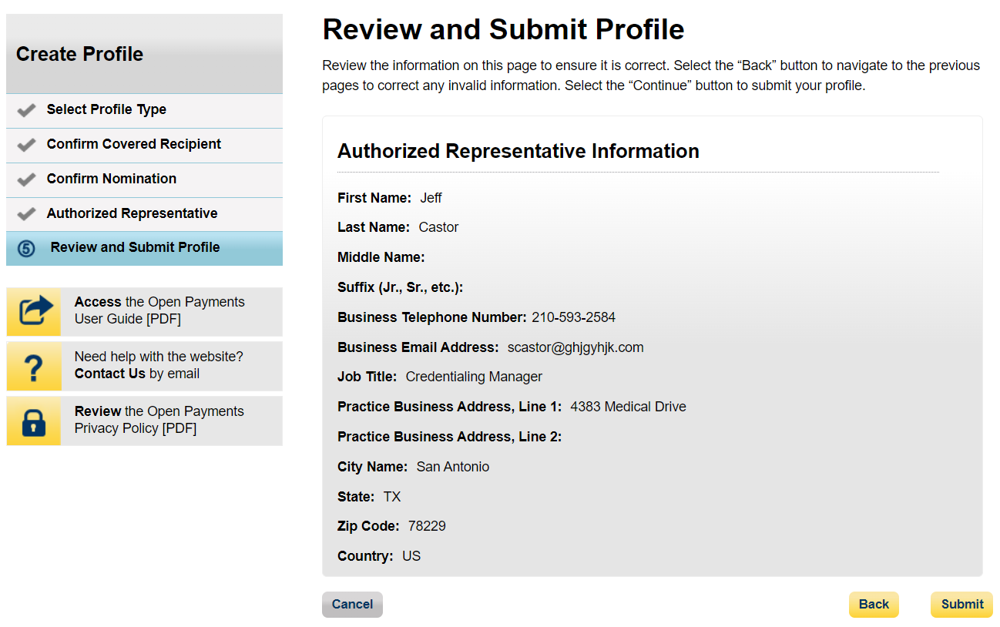 Create Profile
Select Profile Type
Confirm Covered Recipient
Confirm Nomination
Authorized Representative
5 Review and Submit Profile
Access the Open Payments
User Guide [PDF]
? Need help with the website?
Contact Us by email
Review the Open Payments
Privacy Policy [PDF]
Review and Submit Profile
Review the information on this page to ensure it is correct. Select the “Back” button to navigate to the previous
pages to correct any invalid information. Select the “Continue” button to submit your profile.
Authorized Representative Information
First Name: Jeff
Last Name: Castor
Middle Name:
Suffix (Jr., Sr., etc.):
Business Telephone Number: 210-593-2584
Business Email Address: scastor@ghjgyhjk.com
Job Title: Credentialing Manager
Practice Business Address, Line 1: 4383 Medical Drive
Practice Business Address, Line 2:
City Name: San Antonio
State: TX
Zip Code: 78229
Country: US
Cancel Back Submit